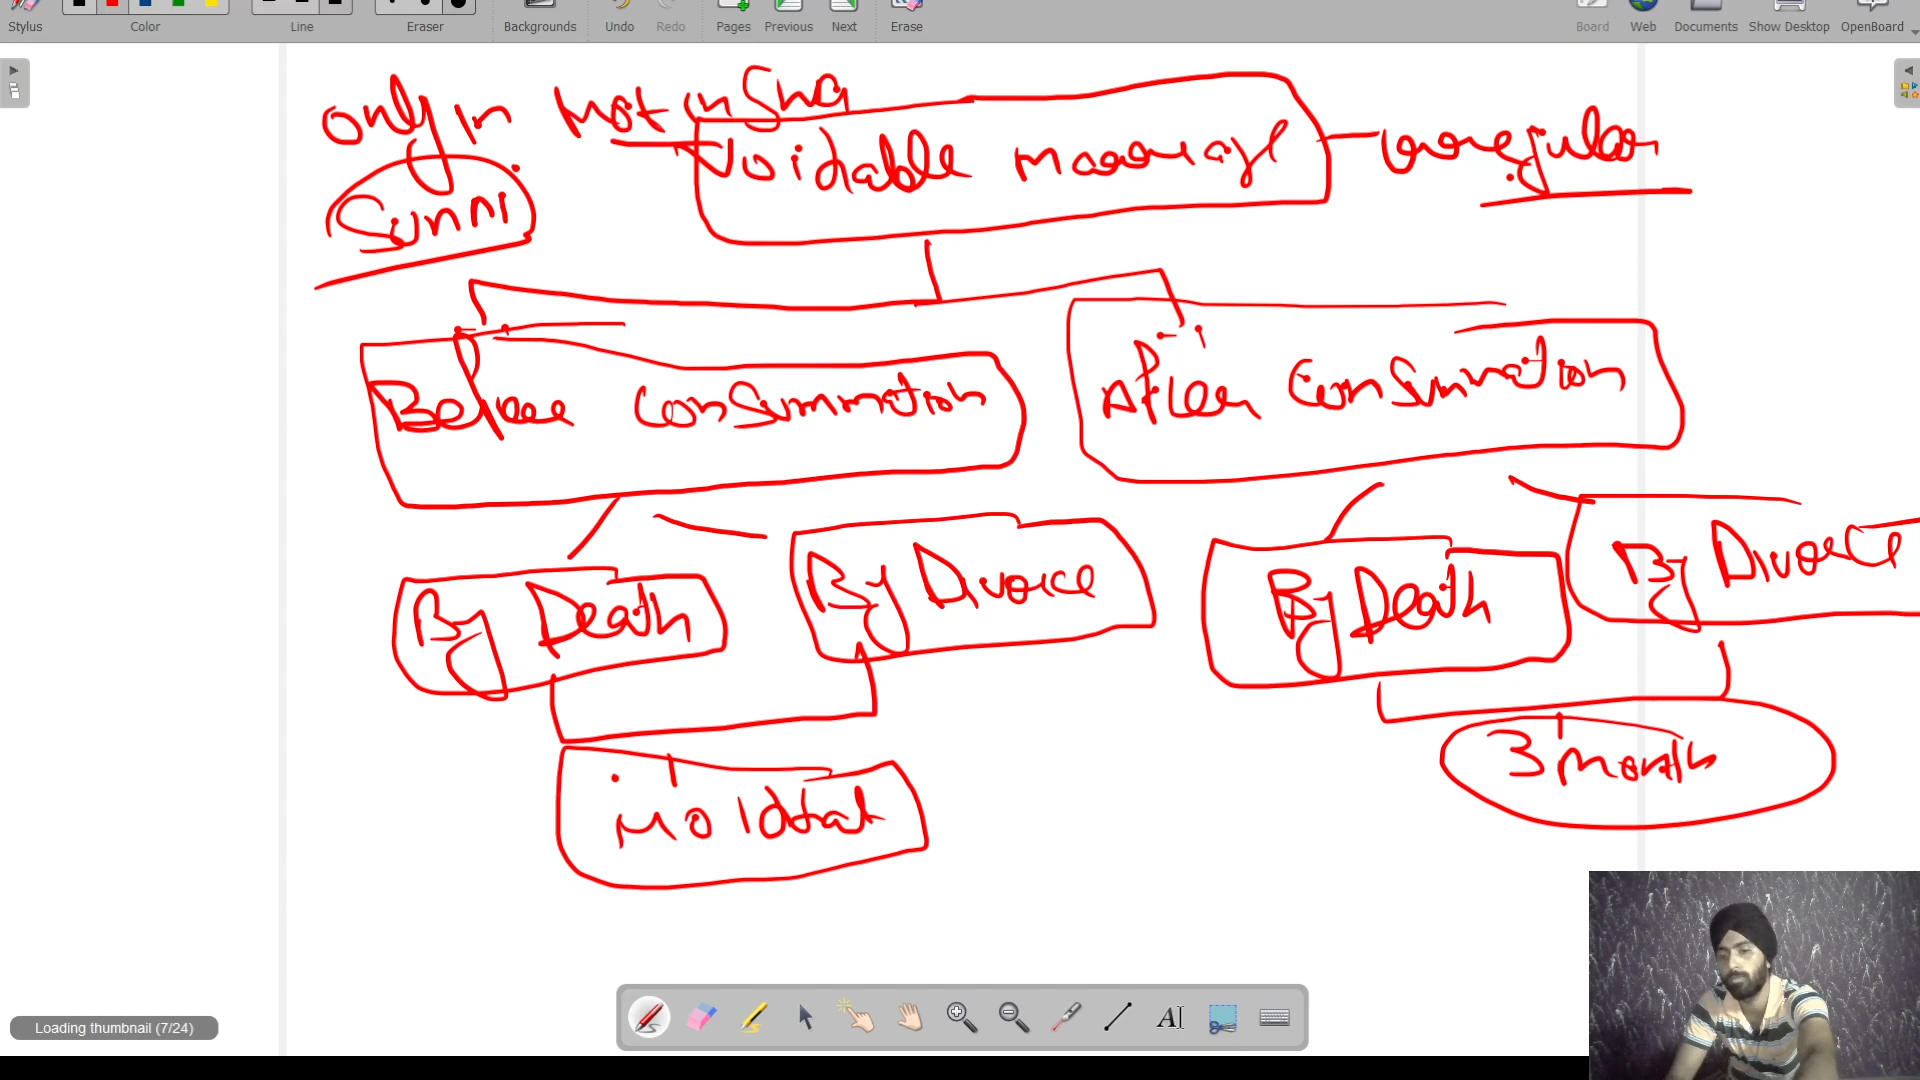 Stylus Color Line Eraser Backgrounds Undo Redo Pages Previous Next Erase Board Web Documents Show Desktop OpenBoard
only in Not in Shia
Sunni
Voidable marriage irregular
Before Consummation
After Consummation
By Death
By Divorce
By Death
By Divorce
No Iddat
3 month
Loading thumbnail (7/24)